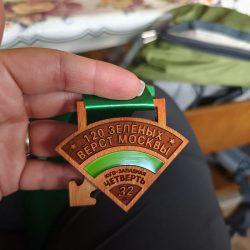 120 ЗЕЛЕНЫХ
ВЕРСТ МОСКВЫ
ЮГО-ЗАПАДНАЯ
ЧЕТВЕРТЬ
32